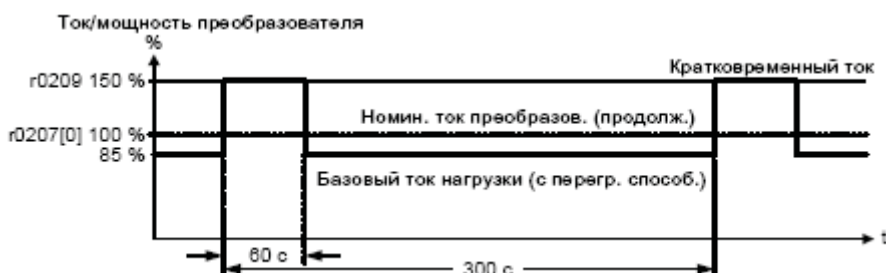 Ток/мощность преобразователя
%
Кратковременный ток
r0209 150 %
Номин. ток преобразов. (продолж.)
r0207[0] 100 %
85 %
Базовый ток нагрузки (с перегр. способ.)
t
60 с
300 с